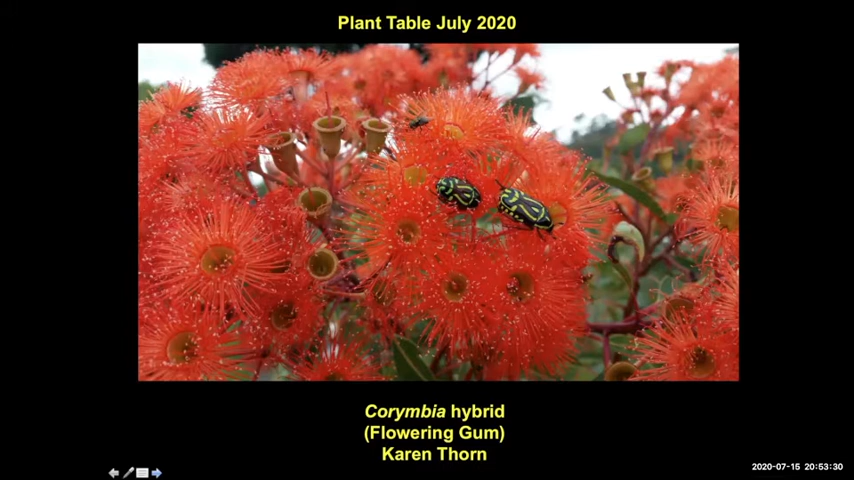 Plant Table July 2020
Corymbia hybrid
(Flowering Gum)
Karen Thorn
2020-07-15 20:53:30